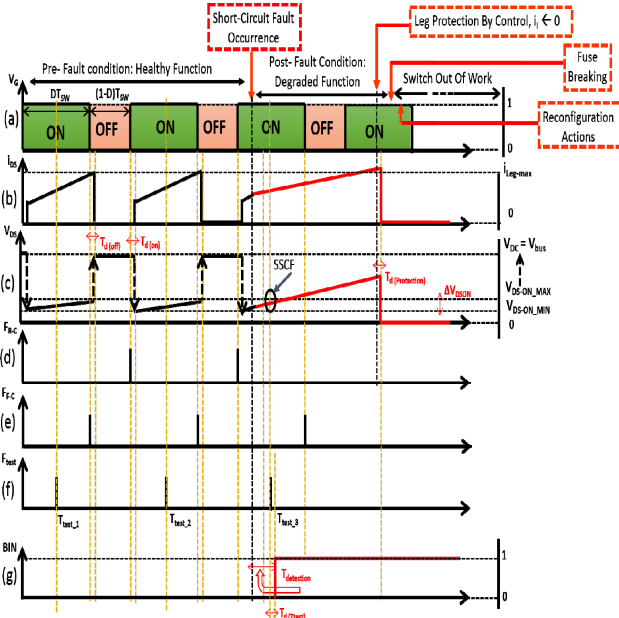 Short-Circuit Fault
Occurrence
Leg Protection By Control, iₗ ← 0
Pre- Fault condition: Healthy Function
Post- Fault Condition:
Degraded Function
Fuse
Breaking
Switch Out Of Work
Reconfiguration
Actions
V_G
DT_SW
(1-D)T_SW
1
(a)
ON
OFF
ON
OFF
ON
OFF
ON
0
i_DS
i_Leg-max
(b)
0
V_DS
T_d (off)
T_d (on)
SSCF
V_DC = V_bus
(c)
T_d (Protection)
ΔV_DSON
V_DS-ON_MAX
V_DS-ON_MIN
0
F_R-C
(d)
F_F-C
(e)
F_test
(f)
T_test_1
T_test_2
T_test_3
BIN
1
(g)
T_detection
0
T_d (Ttest)